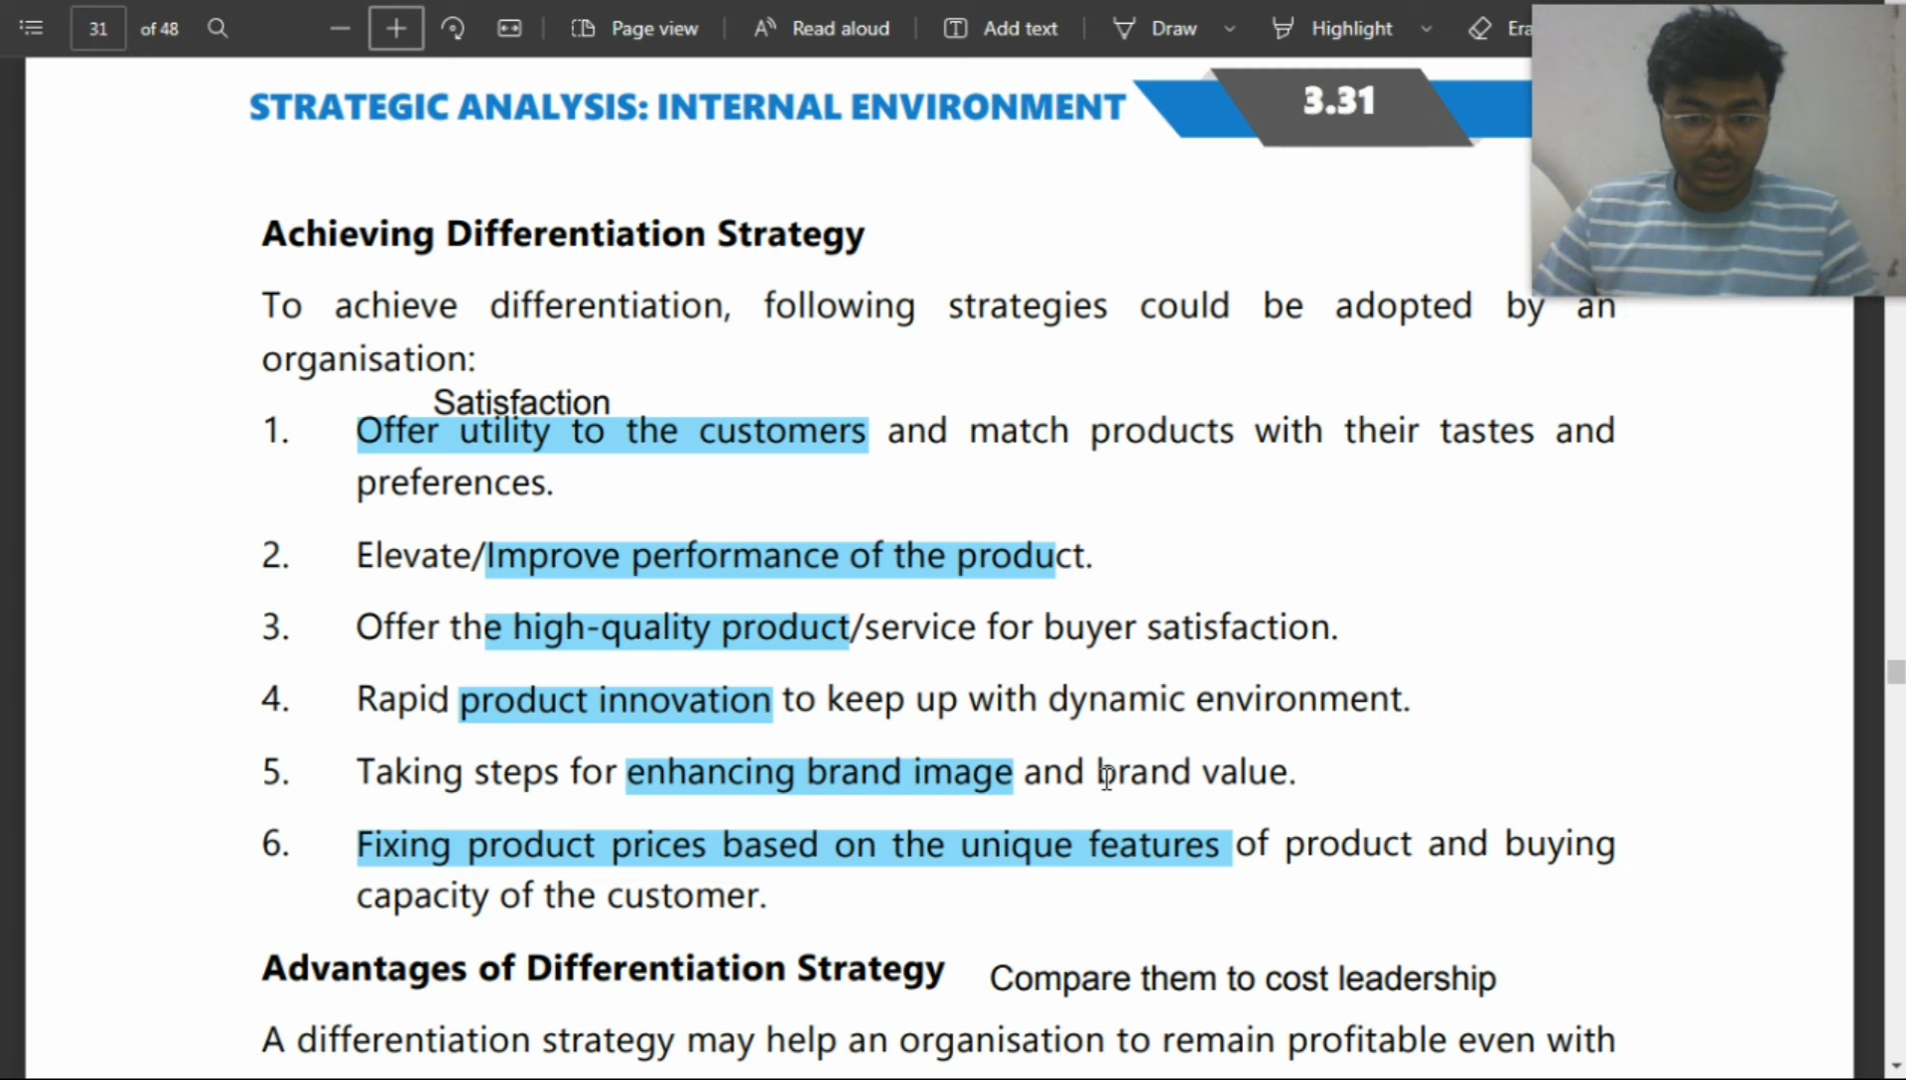 31 of 48 Page view Read aloud Add text Draw Highlight
STRATEGIC ANALYSIS: INTERNAL ENVIRONMENT 3.31
Achieving Differentiation Strategy
To achieve differentiation, following strategies could be adopted by an
organisation:
Satisfaction
1. Offer utility to the customers and match products with their tastes and
preferences.
2. Elevate/Improve performance of the product.
3. Offer the high-quality product/service for buyer satisfaction.
4. Rapid product innovation to keep up with dynamic environment.
5. Taking steps for enhancing brand image and brand value.
6. Fixing product prices based on the unique features of product and buying
capacity of the customer.
Advantages of Differentiation Strategy Compare them to cost leadership
A differentiation strategy may help an organisation to remain profitable even with